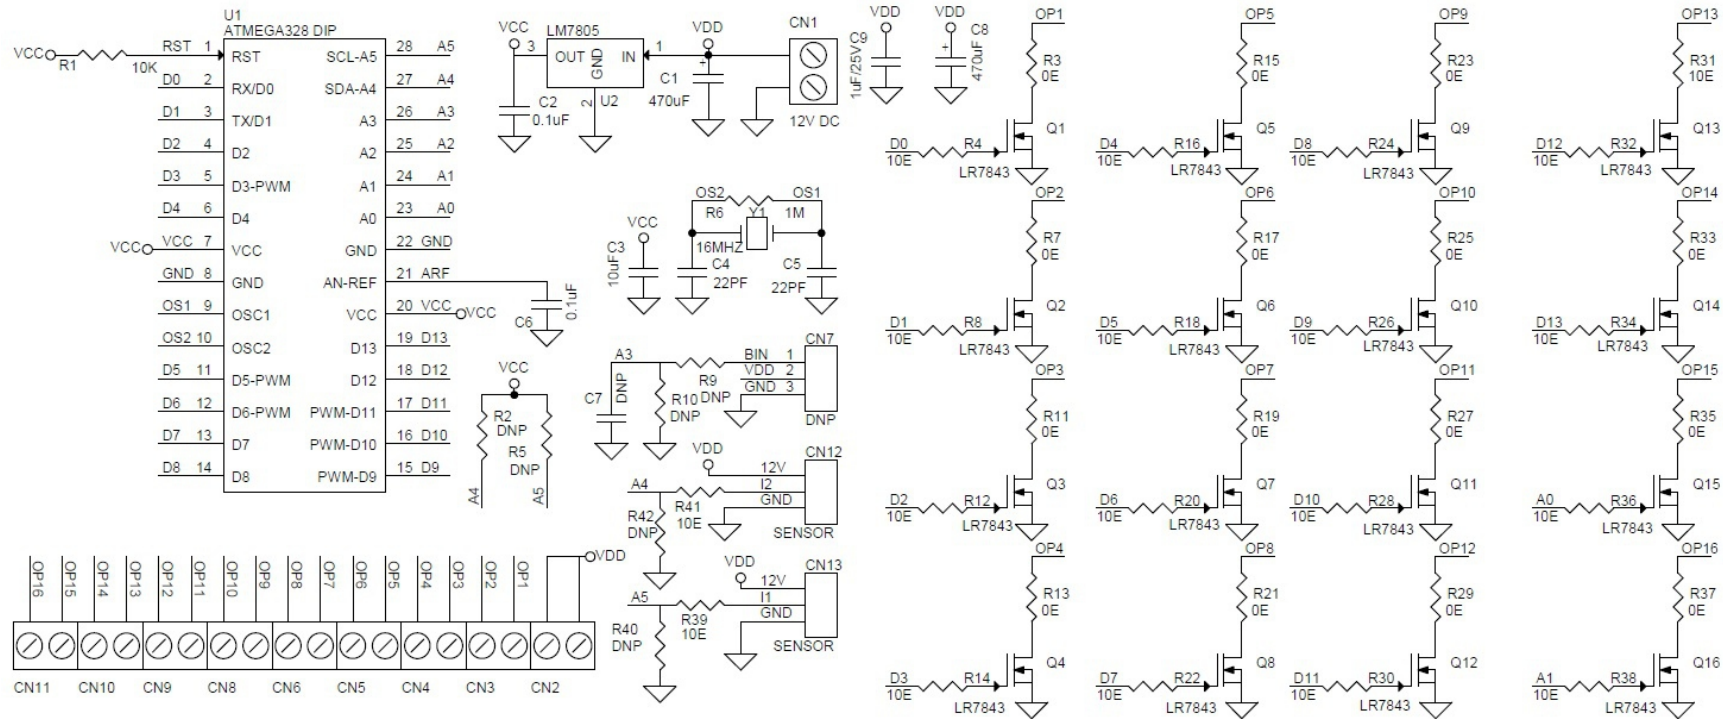 U1
ATMEGA328 DIP
VCC
R1
10K
RST 1
RST
D0 2
RX/D0
D1 3
TX/D1
D2 4
D2
D3 5
D3-PWM
D4 6
D4
VCC
VCC 7
VCC
GND 8
GND
OS1 9
OSC1
OS2 10
OSC2
D5 11
D5-PWM
D6 12
D6-PWM
D7 13
D7
D8 14
D8
SCL-A5
28 A5
SDA-A4
27 A4
A3
26 A3
A2
25 A2
A1
24 A1
A0
23 A0
GND
22 GND
AN-REF
21 ARF
VCC
20 VCC
VCC
D13
19 D13
D12
18 D12
PWM-D11
17 D11
PWM-D10
16 D10
PWM-D9
15 D9
C6
0.1uF
VCC
3
LM7805
OUT
GND
IN
1
2
U2
C2
0.1uF
VDD
+
C1
470uF
CN1
12V DC
VDD
C9
1uF/25V
VDD
+
C8
470uF
VCC
C3
10uF
OS2
OS1
R6
Y1
1M
16MHZ
C4
22PF
C5
22PF
VCC
R2
DNP
R5
DNP
A4
A5
A3
C7
DNP
R10
DNP
R9
DNP
BIN 1
VDD 2
GND 3
CN7
DNP
VDD
12V
I2
GND
CN12
SENSOR
A4
R41
10E
R42
DNP
VDD
12V
I1
GND
CN13
SENSOR
A5
R39
10E
R40
DNP
VDD
OP16
OP15
OP14
OP13
OP12
OP11
OP10
OP9
OP8
OP7
OP6
OP5
OP4
OP3
OP2
OP1
CN11
CN10
CN9
CN8
CN6
CN5
CN4
CN3
CN2
OP1
R3
0E
Q1
D0
10E
R4
LR7843
OP2
R7
0E
Q2
D1
10E
R8
LR7843
OP3
R11
0E
Q3
D2
10E
R12
LR7843
OP4
R13
0E
Q4
D3
10E
R14
LR7843
OP5
R15
0E
Q5
D4
10E
R16
LR7843
OP6
R17
0E
Q6
D5
10E
R18
LR7843
OP7
R19
0E
Q7
D6
10E
R20
LR7843
OP8
R21
0E
Q8
D7
10E
R22
LR7843
OP9
R23
0E
Q9
D8
10E
R24
LR7843
OP10
R25
0E
Q10
D9
10E
R26
LR7843
OP11
R27
0E
Q11
D10
10E
R28
LR7843
OP12
R29
0E
Q12
D11
10E
R30
LR7843
OP13
R31
10E
Q13
D12
10E
R32
LR7843
OP14
R33
0E
Q14
D13
10E
R34
LR7843
OP15
R35
0E
Q15
A0
10E
R36
LR7843
OP16
R37
0E
Q16
A1
10E
R38
LR7843